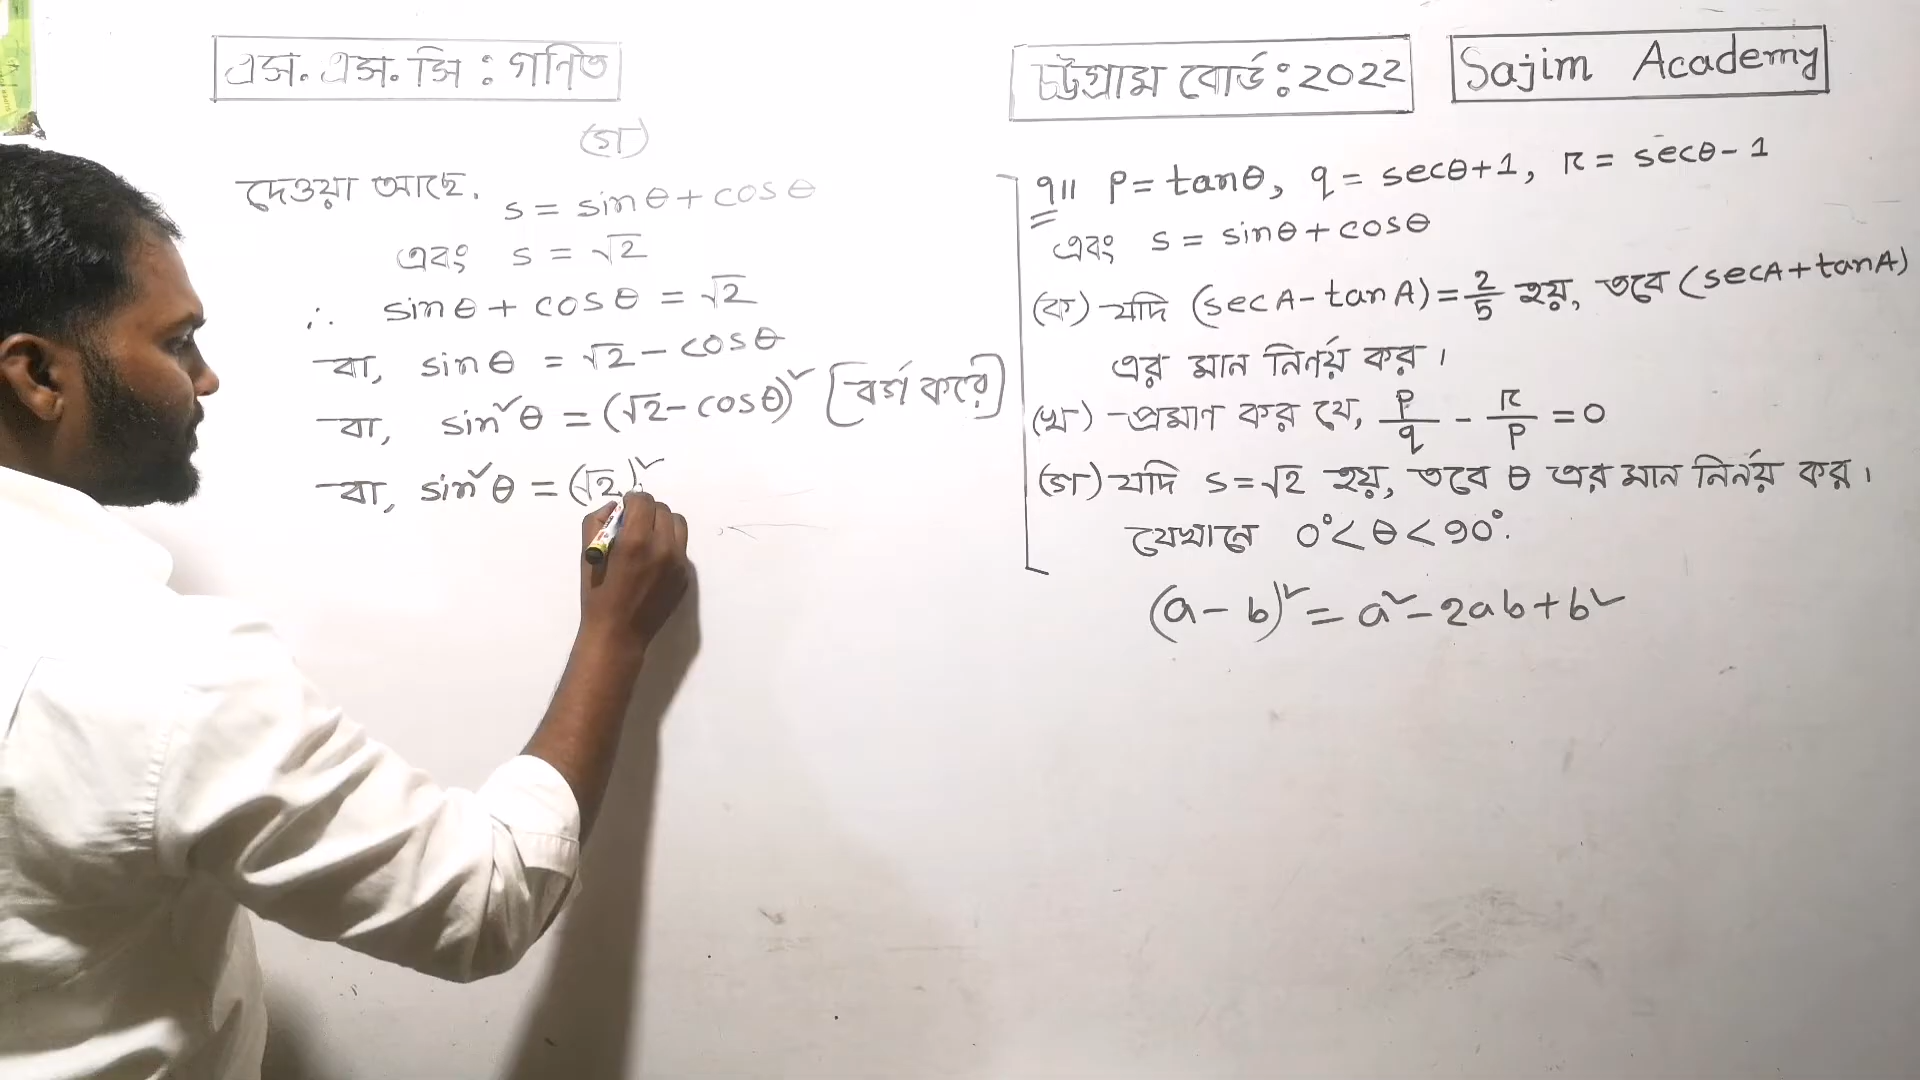 এস. এস. সি : গনিত
চট্টগ্রাম বোর্ড : 2022
Sajim Academy
(গ)
দেওয়া আছে. s = sinθ + cosθ
এবং s = √2
∴ sinθ + cosθ = √2
বা, sinθ = √2 - cosθ
বা, sin²θ = (√2 - cosθ)² [বর্গ করে]
বা, sin²θ = (√2)²
9॥ P = tanθ, q = secθ+1, r = secθ-1
এবং s = sinθ + cosθ
(ক) যদি (secA - tanA) = 2/5 হয়, তবে (secA + tanA)
এর মান নির্ণয় কর।
(খ) প্রমাণ কর যে, P/q - r/P = 0
(গ) যদি s = √2 হয়, তবে θ এর মান নির্নয় কর।
যেখানে 0° < θ < 90°.
(a - b)² = a² - 2ab + b²